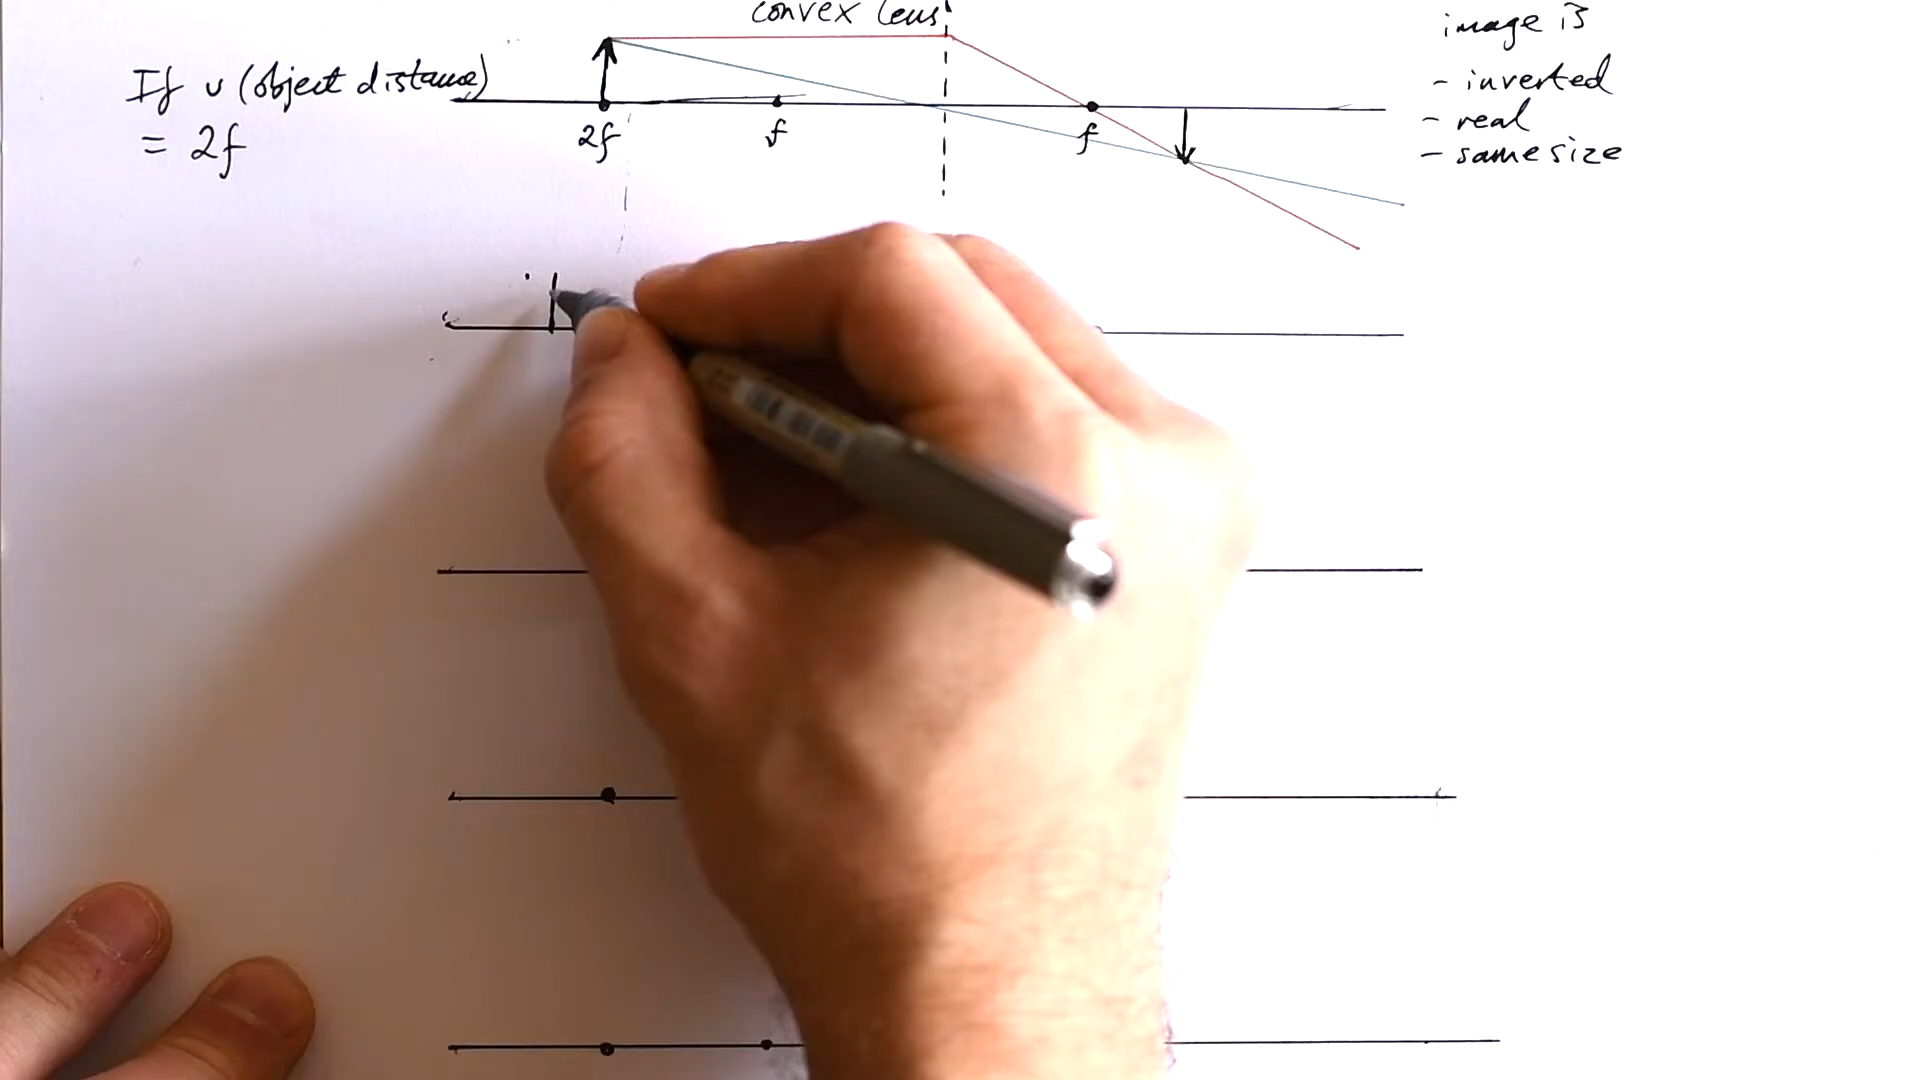 convex lens
If u (object distance)
= 2f
2f
f
f
image is
- inverted
- real
- same size